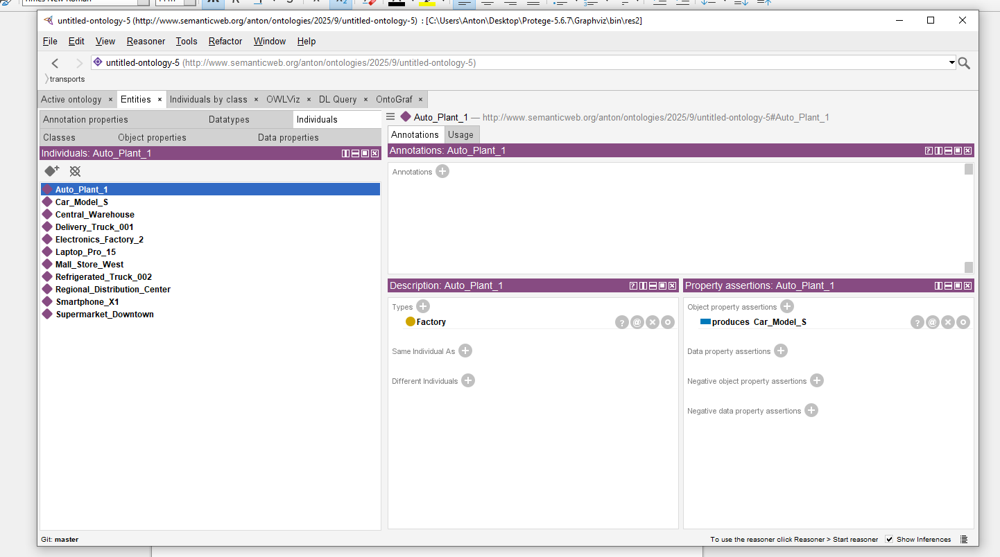 Times New Roman
untitled-ontology-5 (http://www.semanticweb.org/anton/ontologies/2025/9/untitled-ontology-5) : [C:\Users\Anton\Desktop\Protege-5.6.7\Graphviz\bin\res2]
File Edit View Reasoner Tools Refactor Window Help
untitled-ontology-5 (http://www.semanticweb.org/anton/ontologies/2025/9/untitled-ontology-5)
transports
Active ontology × Entities × Individuals by class × OWLViz × DL Query × OntoGraf ×
Annotation properties Datatypes Individuals
Classes Object properties Data properties
Individuals: Auto_Plant_1
Auto_Plant_1
Car_Model_S
Central_Warehouse
Delivery_Truck_001
Electronics_Factory_2
Laptop_Pro_15
Mall_Store_West
Refrigerated_Truck_002
Regional_Distribution_Center
Smartphone_X1
Supermarket_Downtown
Auto_Plant_1 — http://www.semanticweb.org/anton/ontologies/2025/9/untitled-ontology-5#Auto_Plant_1
Annotations Usage
Annotations: Auto_Plant_1
Annotations
Description: Auto_Plant_1
Types
Factory
Same Individual As
Different Individuals
Property assertions: Auto_Plant_1
Object property assertions
produces Car_Model_S
Data property assertions
Negative object property assertions
Negative data property assertions
Git: master
To use the reasoner click Reasoner > Start reasoner Show Inferences